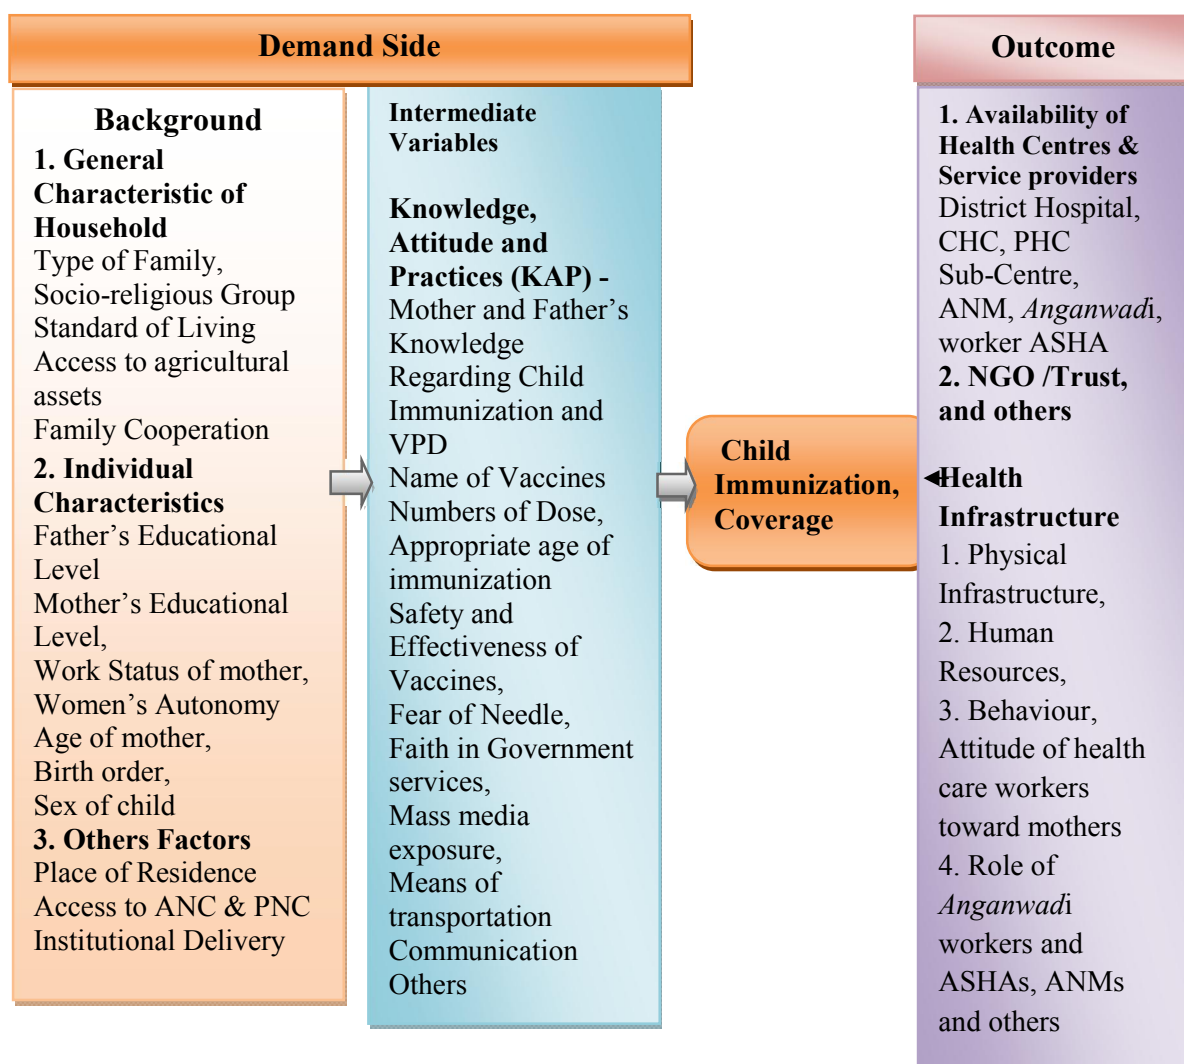 Demand Side
Background
1. General
Characteristic of
Household
Type of Family,
Socio-religious Group
Standard of Living
Access to agricultural
assets
Family Cooperation
2. Individual
Characteristics
Father’s Educational
Level
Mother’s Educational
Level,
Work Status of mother,
Women’s Autonomy
Age of mother,
Birth order,
Sex of child
3. Others Factors
Place of Residence
Access to ANC & PNC
Institutional Delivery
Intermediate
Variables
Knowledge,
Attitude and
Practices (KAP) -
Mother and Father’s
Knowledge
Regarding Child
Immunization and
VPD
Name of Vaccines
Numbers of Dose,
Appropriate age of
immunization
Safety and
Effectiveness of
Vaccines,
Fear of Needle,
Faith in Government
services,
Mass media
exposure,
Means of
transportation
Communication
Others
Child
Immunization,
Coverage
Outcome
1. Availability of
Health Centres &
Service providers
District Hospital,
CHC, PHC
Sub-Centre,
ANM, Anganwadi,
worker ASHA
2. NGO /Trust,
and others
Health
Infrastructure
1. Physical
Infrastructure,
2. Human
Resources,
3. Behaviour,
Attitude of health
care workers
toward mothers
4. Role of
Anganwadi
workers and
ASHAs, ANMs
and others